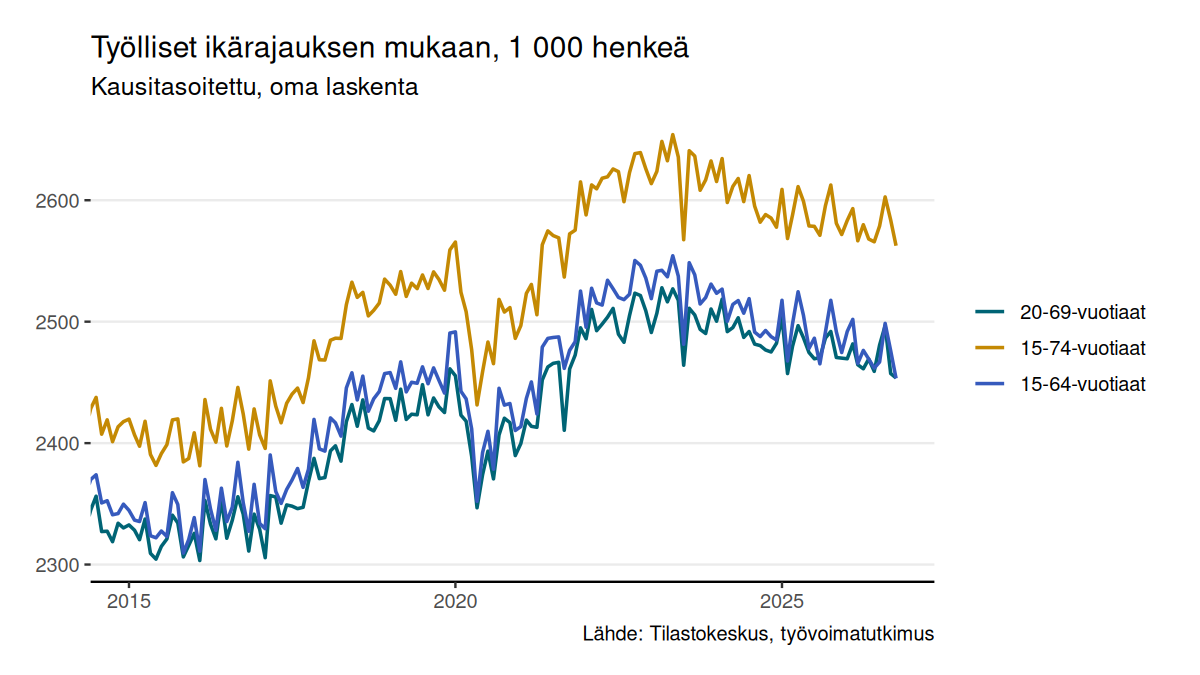 Työlliset ikärajauksen mukaan, 1 000 henkeä
Kausitasoitettu, oma laskenta
2600
2500
2400
2300
2015
2020
2025
20-69-vuotiaat
15-74-vuotiaat
15-64-vuotiaat
Lähde: Tilastokeskus, työvoimatutkimus